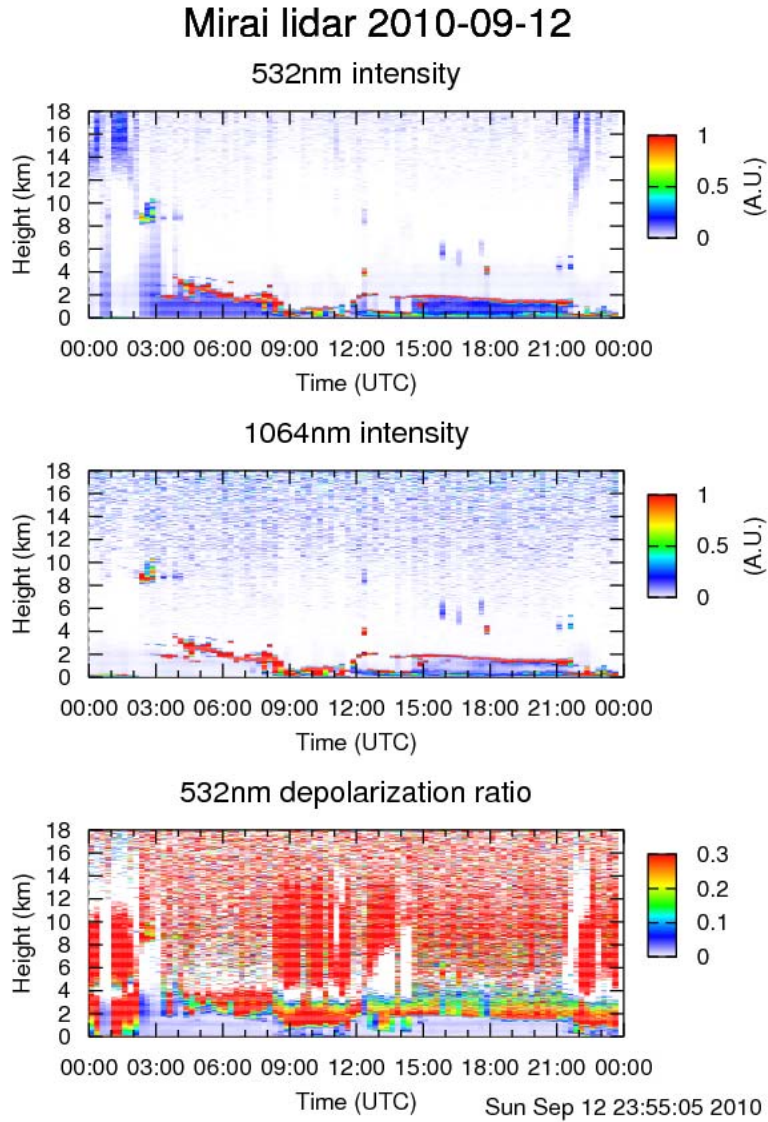 Mirai lidar 2010-09-12
532nm intensity
18
16
14
12
10
8
6
4
2
0
Height (km)
00:00 03:00 06:00 09:00 12:00 15:00 18:00 21:00 00:00
Time (UTC)
1
0.5
0
(A.U.)
1064nm intensity
18
16
14
12
10
8
6
4
2
0
Height (km)
00:00 03:00 06:00 09:00 12:00 15:00 18:00 21:00 00:00
Time (UTC)
1
0.5
0
(A.U.)
532nm depolarization ratio
18
16
14
12
10
8
6
4
2
0
Height (km)
00:00 03:00 06:00 09:00 12:00 15:00 18:00 21:00 00:00
Time (UTC)
0.3
0.2
0.1
0
Sun Sep 12 23:55:05 2010